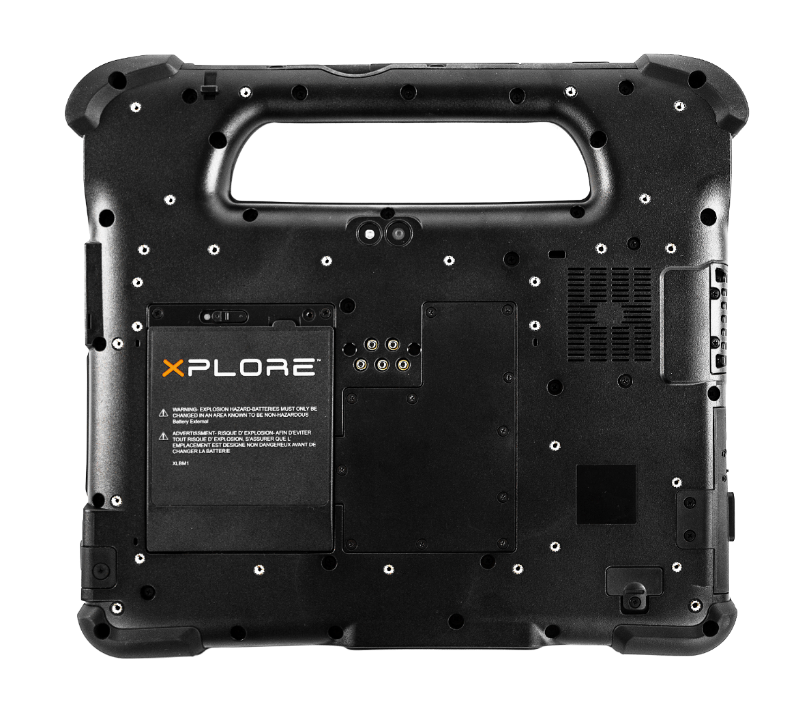 XPLORE™
WARNING- EXPLOSION HAZARD-BATTERIES MUST ONLY BE
CHANGED IN AN AREA KNOWN TO BE NON-HAZARDOUS
Battery External
ADVERTISSMENT- RISQUE D' EXPLOSION- AFIN D'EVITER
TOUT RISQUE D' EXPLOSION, S'ASSURER QUE L'
EMPLACEMENT EST DESIGNE NON DANGEREUX AVANT DE
CHANGER LA BATTERIE
XLBM1